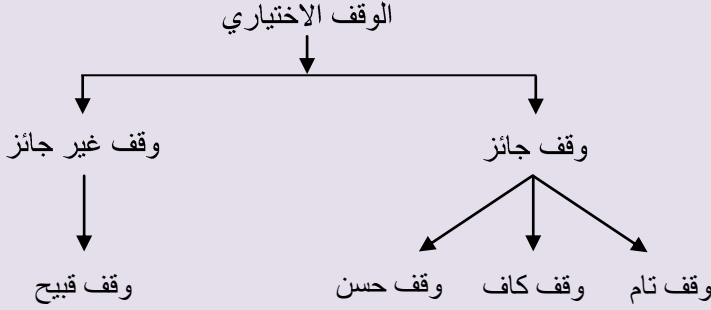 الوقف الاختياري
وقف جائز
وقف غير جائز
وقف تام
وقف كاف
وقف حسن
وقف قبيح